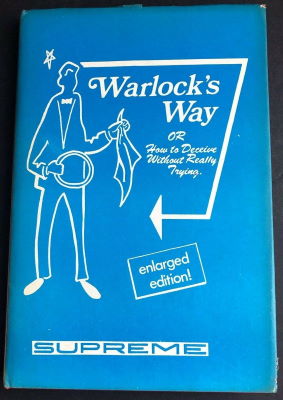 Warlock's
Way
OR
How to Deceive
Without Really
Trying.
enlarged
edition!
SUPREME